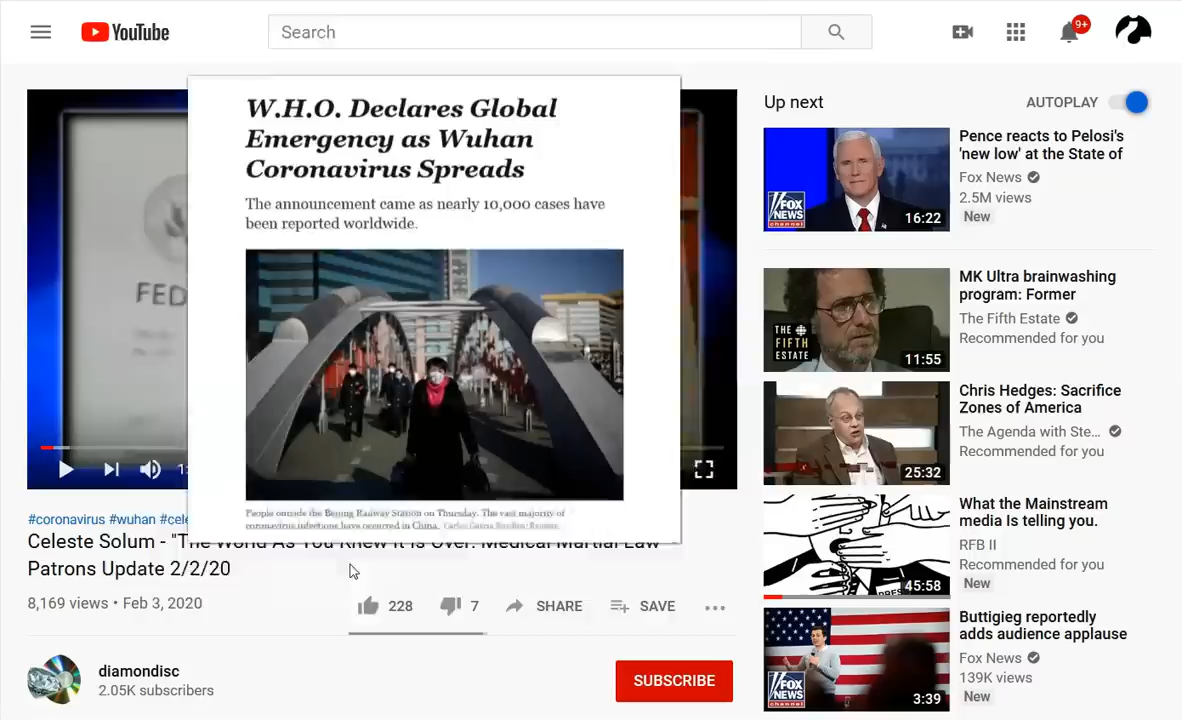 YouTube
Search
9+
W.H.O. Declares Global
Emergency as Wuhan
Coronavirus Spreads
The announcement came as nearly 10,000 cases have
been reported worldwide.
People outside the Beijing Railway Station on Thursday. The vast majority of
coronavirus infections have occurred in China.
FED
#coronavirus #wuhan #cele
Celeste Solum - "The World As You Knew It Is Over: Medical Martial Law"
Patrons Update 2/2/20
8,169 views • Feb 3, 2020
228
7
SHARE
SAVE
diamondisc
2.05K subscribers
SUBSCRIBE
Up next
AUTOPLAY
FOX
NEWS
channel
16:22
Pence reacts to Pelosi's
'new low' at the State of
Fox News
2.5M views
New
THE
FIFTH
ESTATE
11:55
MK Ultra brainwashing
program: Former
The Fifth Estate
Recommended for you
25:32
Chris Hedges: Sacrifice
Zones of America
The Agenda with Ste...
Recommended for you
45:58
What the Mainstream
media Is telling you.
RFB II
Recommended for you
New
FOX
NEWS
channel
3:39
Buttigieg reportedly
adds audience applause
Fox News
139K views
New